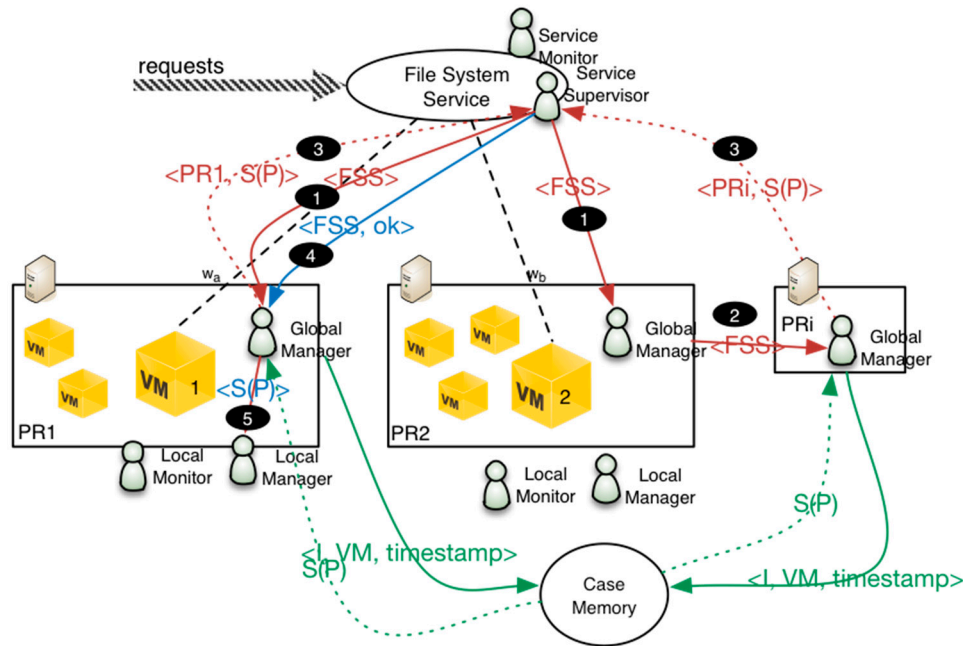 Service
Monitor
requests
File System
Service
Service
Supervisor
3
3
<PR1, S(P)>
<FSS>
1
<FSS>
1
<PRi, S(P)>
<FSS, ok>
4
wa
wb
2
<FSS>
PRi
Global
Manager
VM
VM
VM
1
Global
Manager
<S(P)>
5
PR1
VM
VM
VM
VM
2
Global
Manager
PR2
Local
Monitor
Local
Manager
Local
Monitor
Local
Manager
S(P)
<I, VM, timestamp>
S(P)
Case
Memory
<I, VM, timestamp>